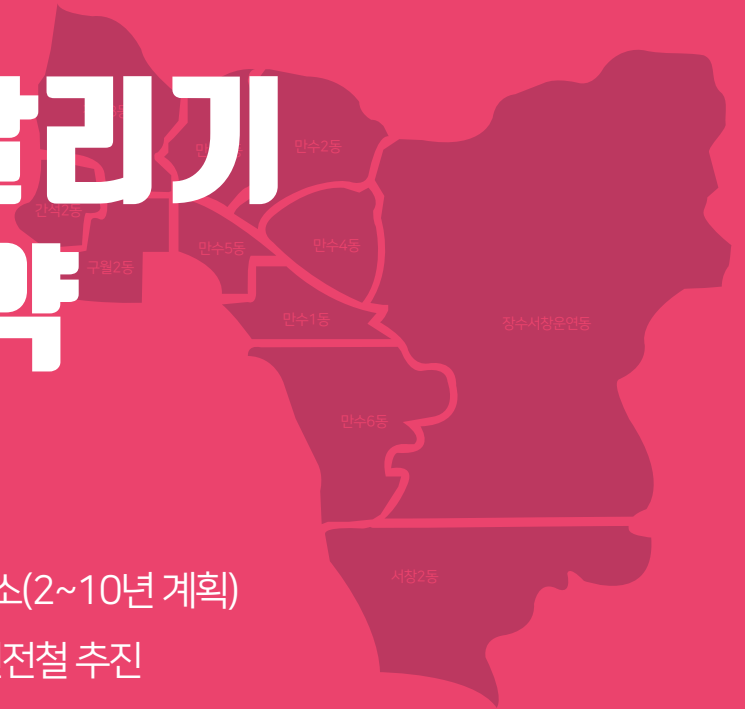 리기
약
만수2동
간석2동
만수5동
만수4동
구월2동
만수1동
장수서창운연동
만수6동
소(2~10년 계획)
서창2동
전철 추진